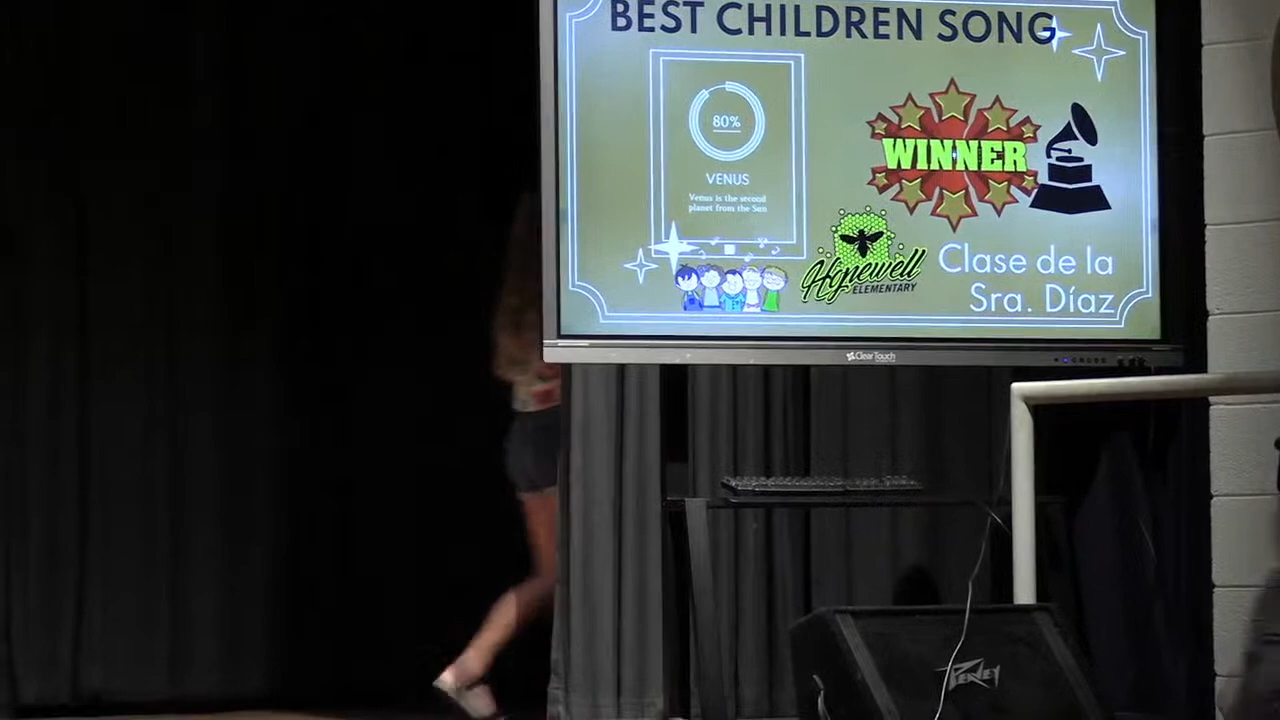 BEST CHILDREN SONG
80%
VENUS
Venus is the second
planet from the Sun
WINNER
Hopewell
ELEMENTARY
Clase de la
Sra. Díaz
ClearTouch
PEAVEY